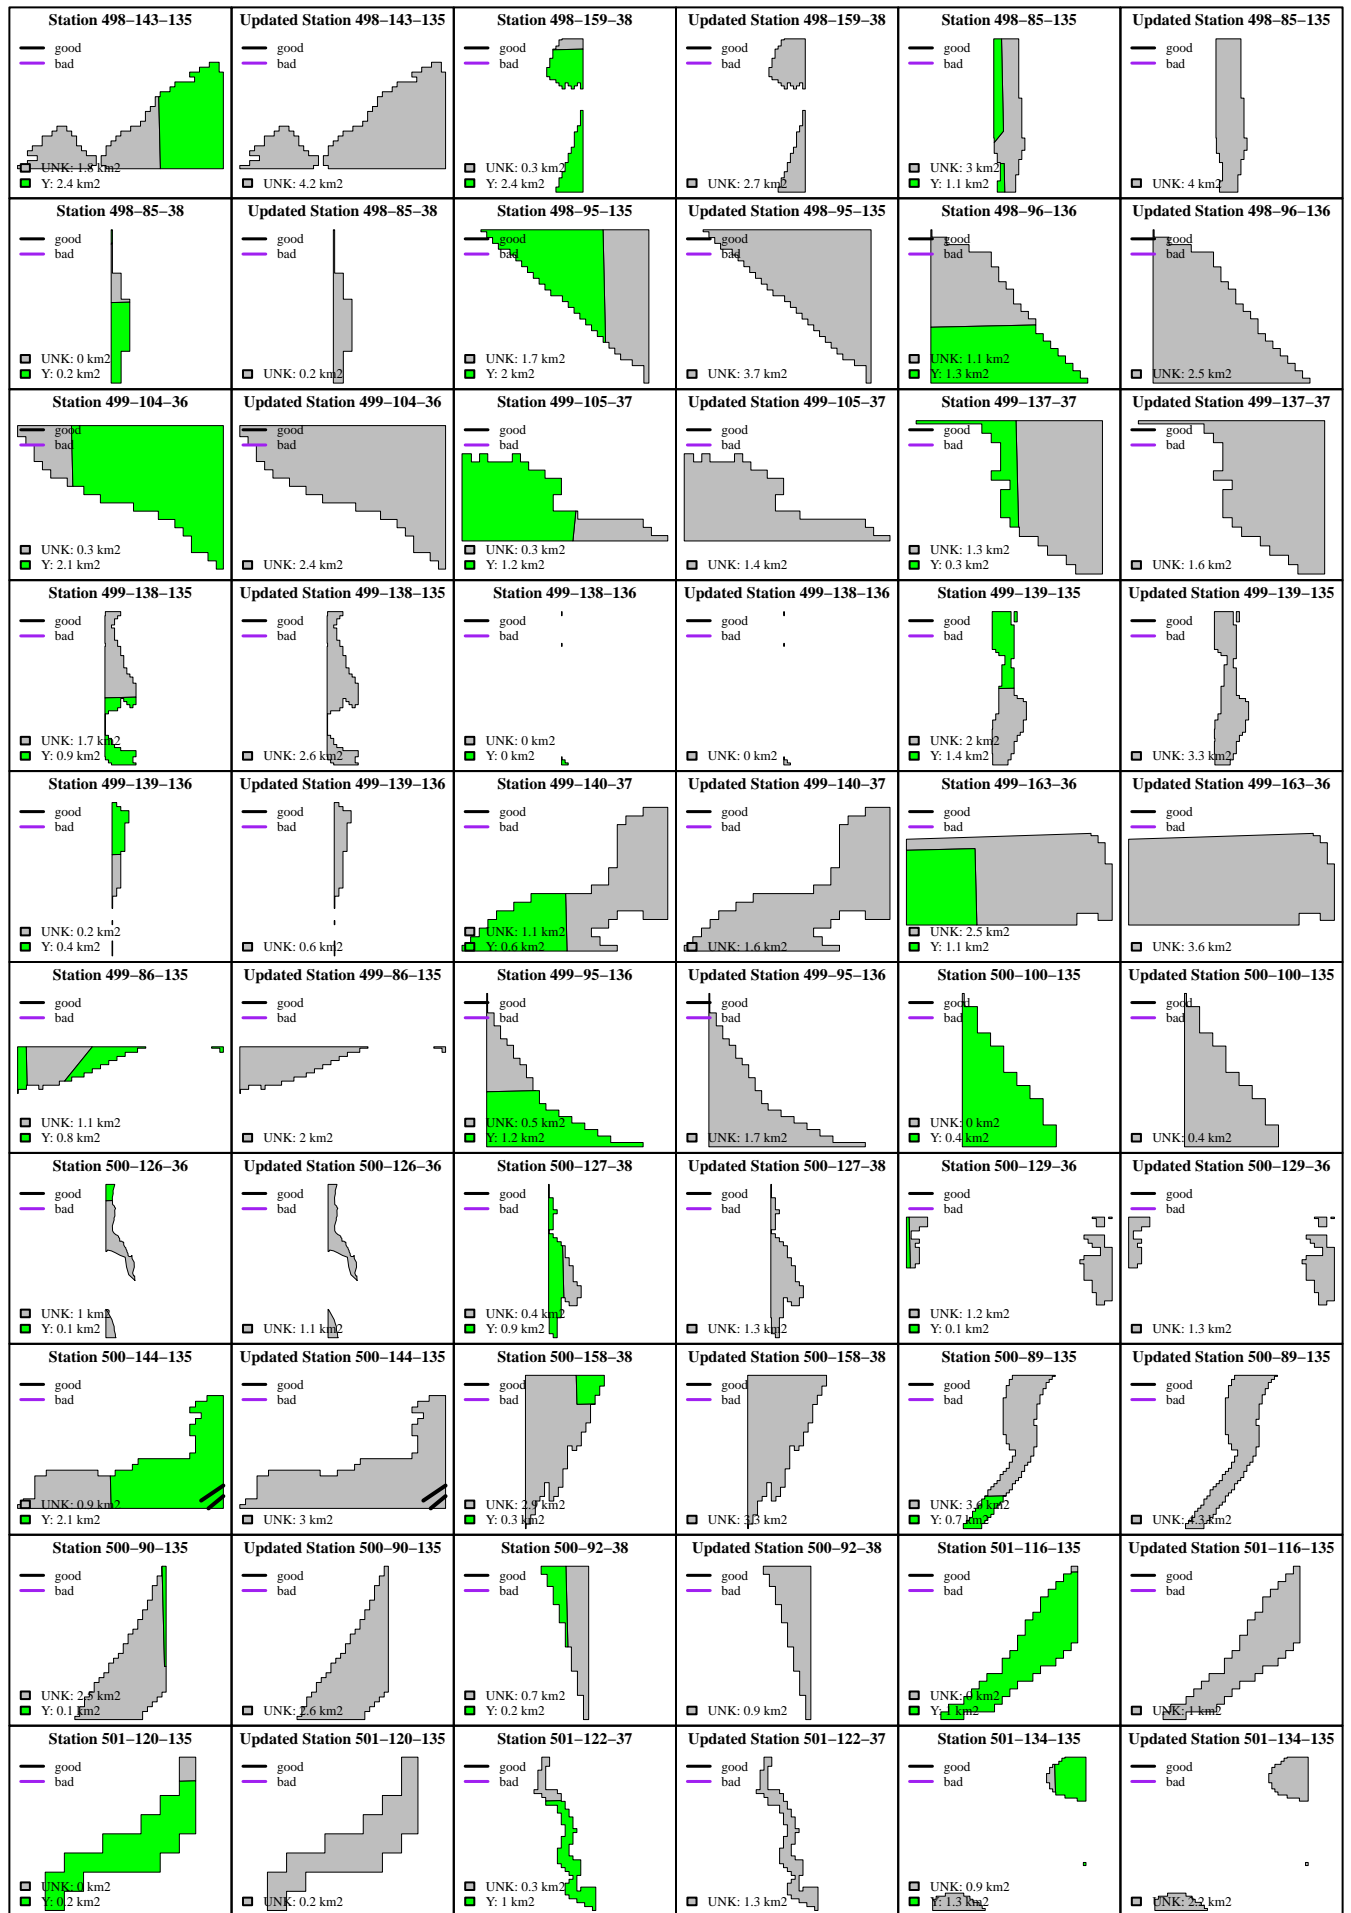 Station 498−143−135
good
bad
UNK: 1.8 km2
Y: 2.4 km2
Updated Station 498−143−135
good
bad
UNK: 4.2 km2
Station 498−159−38
good
bad
UNK: 0.3 km2
Y: 2.4 km2
Updated Station 498−159−38
good
bad
UNK: 2.7 km2
Station 498−85−135
good
bad
UNK: 3 km2
Y: 1.1 km2
Updated Station 498−85−135
good
bad
UNK: 4 km2
Station 498−85−38
good
bad
UNK: 0 km2
Y: 0.2 km2
Updated Station 498−85−38
good
bad
UNK: 0.2 km2
Station 498−95−135
good
bad
UNK: 1.7 km2
Y: 2 km2
Updated Station 498−95−135
good
bad
UNK: 3.7 km2
Station 498−96−136
good
bad
UNK: 1.1 km2
Y: 1.3 km2
Updated Station 498−96−136
good
bad
UNK: 2.5 km2
Station 499−104−36
good
bad
UNK: 0.3 km2
Y: 2.1 km2
Updated Station 499−104−36
good
bad
UNK: 2.4 km2
Station 499−105−37
good
bad
UNK: 0.3 km2
Y: 1.2 km2
Updated Station 499−105−37
good
bad
UNK: 1.4 km2
Station 499−137−37
good
bad
UNK: 1.3 km2
Y: 0.3 km2
Updated Station 499−137−37
good
bad
UNK: 1.6 km2
Station 499−138−135
good
bad
UNK: 1.7 km2
Y: 0.9 km2
Updated Station 499−138−135
good
bad
UNK: 2.6 km2
Station 499−138−136
good
bad
UNK: 0 km2
Y: 0 km2
Updated Station 499−138−136
good
bad
UNK: 0 km2
Station 499−139−135
good
bad
UNK: 2 km2
Y: 1.4 km2
Updated Station 499−139−135
good
bad
UNK: 3.3 km2
Station 499−139−136
good
bad
UNK: 0.2 km2
Y: 0.4 km2
Updated Station 499−139−136
good
bad
UNK: 0.6 km2
Station 499−140−37
good
bad
UNK: 1.1 km2
Y: 0.6 km2
Updated Station 499−140−37
good
bad
UNK: 1.6 km2
Station 499−163−36
good
bad
UNK: 2.5 km2
Y: 1.1 km2
Updated Station 499−163−36
good
bad
UNK: 3.6 km2
Station 499−86−135
good
bad
UNK: 1.1 km2
Y: 0.8 km2
Updated Station 499−86−135
good
bad
UNK: 2 km2
Station 499−95−136
good
bad
UNK: 0.5 km2
Y: 1.2 km2
Updated Station 499−95−136
good
bad
UNK: 1.7 km2
Station 500−100−135
good
bad
UNK: 0 km2
Y: 0.4 km2
Updated Station 500−100−135
good
bad
UNK: 0.4 km2
Station 500−126−36
good
bad
UNK: 1 km2
Y: 0.1 km2
Updated Station 500−126−36
good
bad
UNK: 1.1 km2
Station 500−127−38
good
bad
UNK: 0.4 km2
Y: 0.9 km2
Updated Station 500−127−38
good
bad
UNK: 1.3 km2
Station 500−129−36
good
bad
UNK: 1.2 km2
Y: 0.1 km2
Updated Station 500−129−36
good
bad
UNK: 1.3 km2
Station 500−144−135
good
bad
UNK: 0.9 km2
Y: 2.1 km2
Updated Station 500−144−135
good
bad
UNK: 3 km2
Station 500−158−38
good
bad
UNK: 2.9 km2
Y: 0.3 km2
Updated Station 500−158−38
good
bad
UNK: 3.3 km2
Station 500−89−135
good
bad
UNK: 3.6 km2
Y: 0.7 km2
Updated Station 500−89−135
good
bad
UNK: 4.3 km2
Station 500−90−135
good
bad
UNK: 2.5 km2
Y: 0.1 km2
Updated Station 500−90−135
good
bad
UNK: 2.6 km2
Station 500−92−38
good
bad
UNK: 0.7 km2
Y: 0.2 km2
Updated Station 500−92−38
good
bad
UNK: 0.9 km2
Station 501−116−135
good
bad
UNK: 0 km2
Y: 1 km2
Updated Station 501−116−135
good
bad
UNK: 1 km2
Station 501−120−135
good
bad
UNK: 0 km2
Y: 0.2 km2
Updated Station 501−120−135
good
bad
UNK: 0.2 km2
Station 501−122−37
good
bad
UNK: 0.3 km2
Y: 1 km2
Updated Station 501−122−37
good
bad
UNK: 1.3 km2
Station 501−134−135
good
bad
UNK: 0.9 km2
Y: 1.3 km2
Updated Station 501−134−135
good
bad
UNK: 2.2 km2